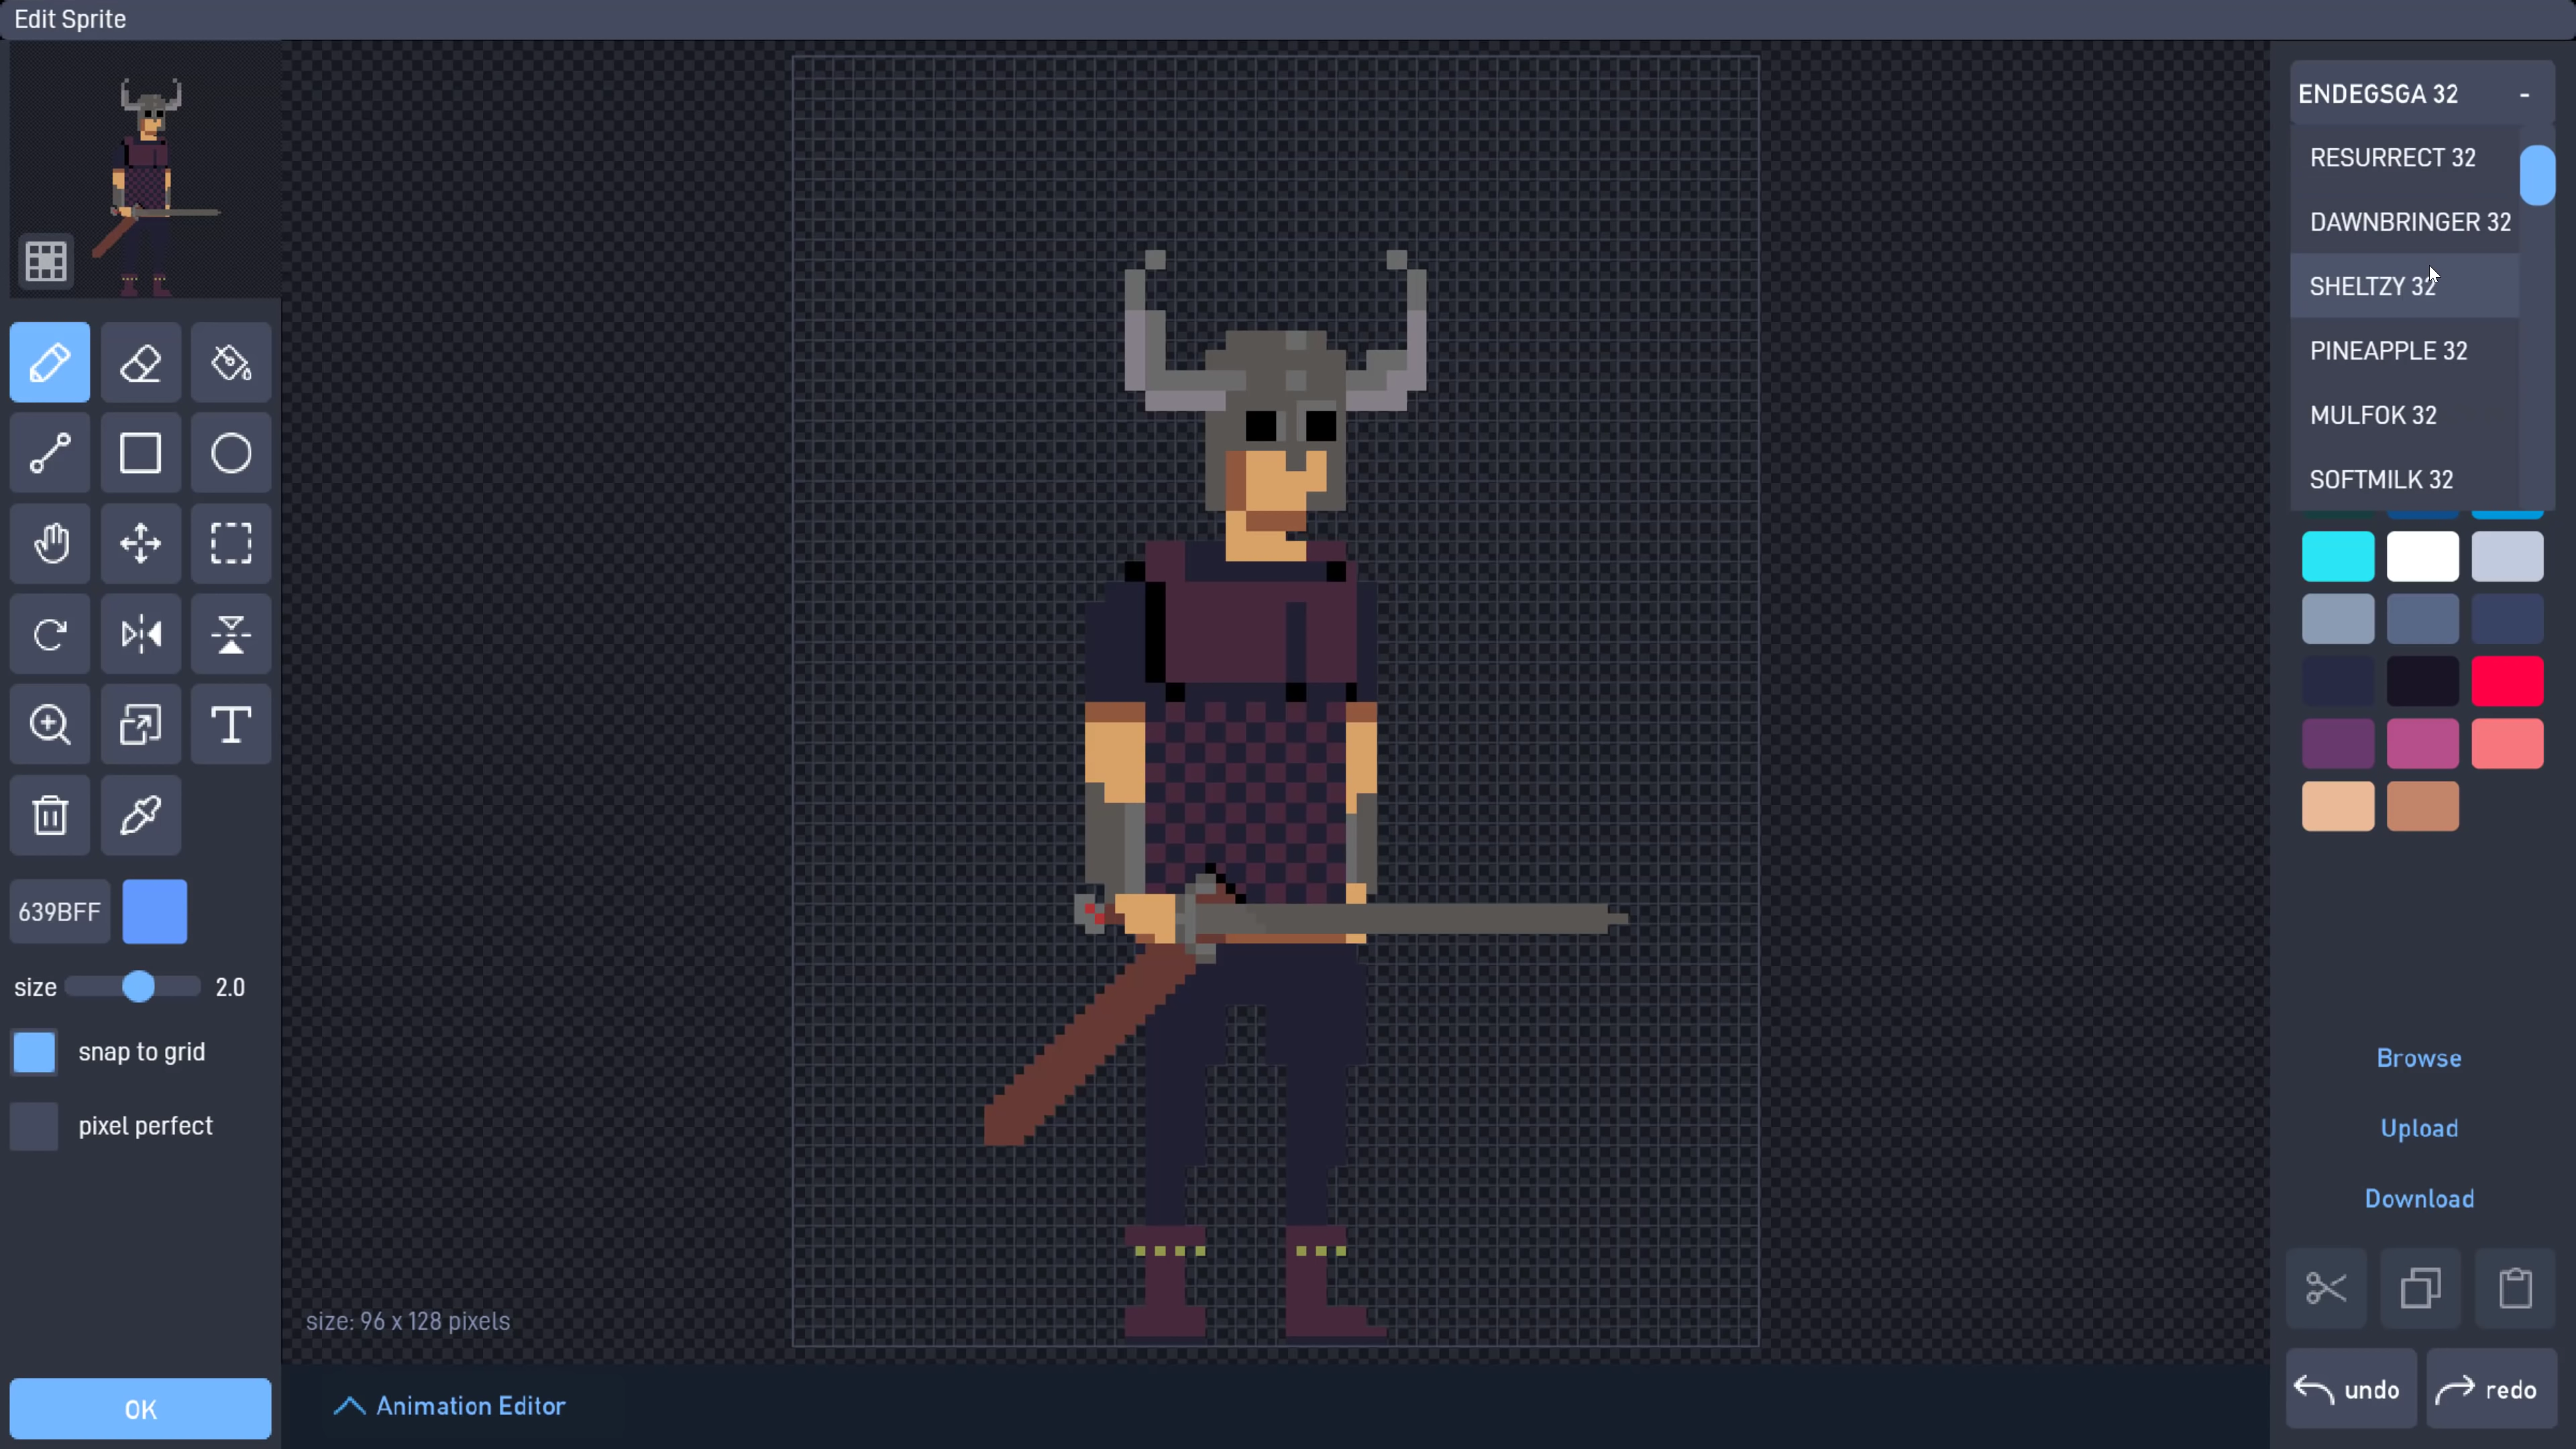 Edit Sprite
ENDEGSGA 32 -
RESURRECT 32
DAWNBRINGER 32
SHELTZY 32
PINEAPPLE 32
MULFOK 32
SOFTMILK 32
639BFF
size 2.0
snap to grid
pixel perfect
Browse
Upload
Download
size: 96 x 128 pixels
undo
redo
OK
Animation Editor